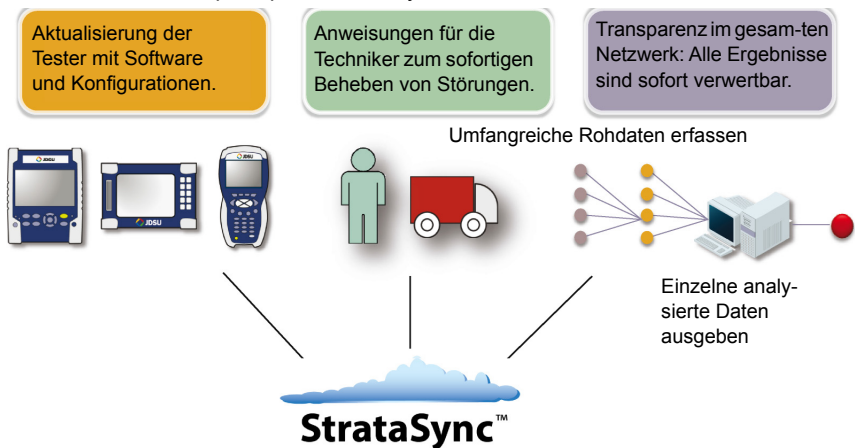 Aktualisierung der
Tester mit Software
und Konfigurationen.
Anweisungen für die
Techniker zum sofortigen
Beheben von Störungen.
Transparenz im gesam-ten
Netzwerk: Alle Ergebnisse
sind sofort verwertbar.
Umfangreiche Rohdaten erfassen
JDSU
JDSU
JDSU
Einzelne analy-
sierte Daten
ausgeben
StrataSync™